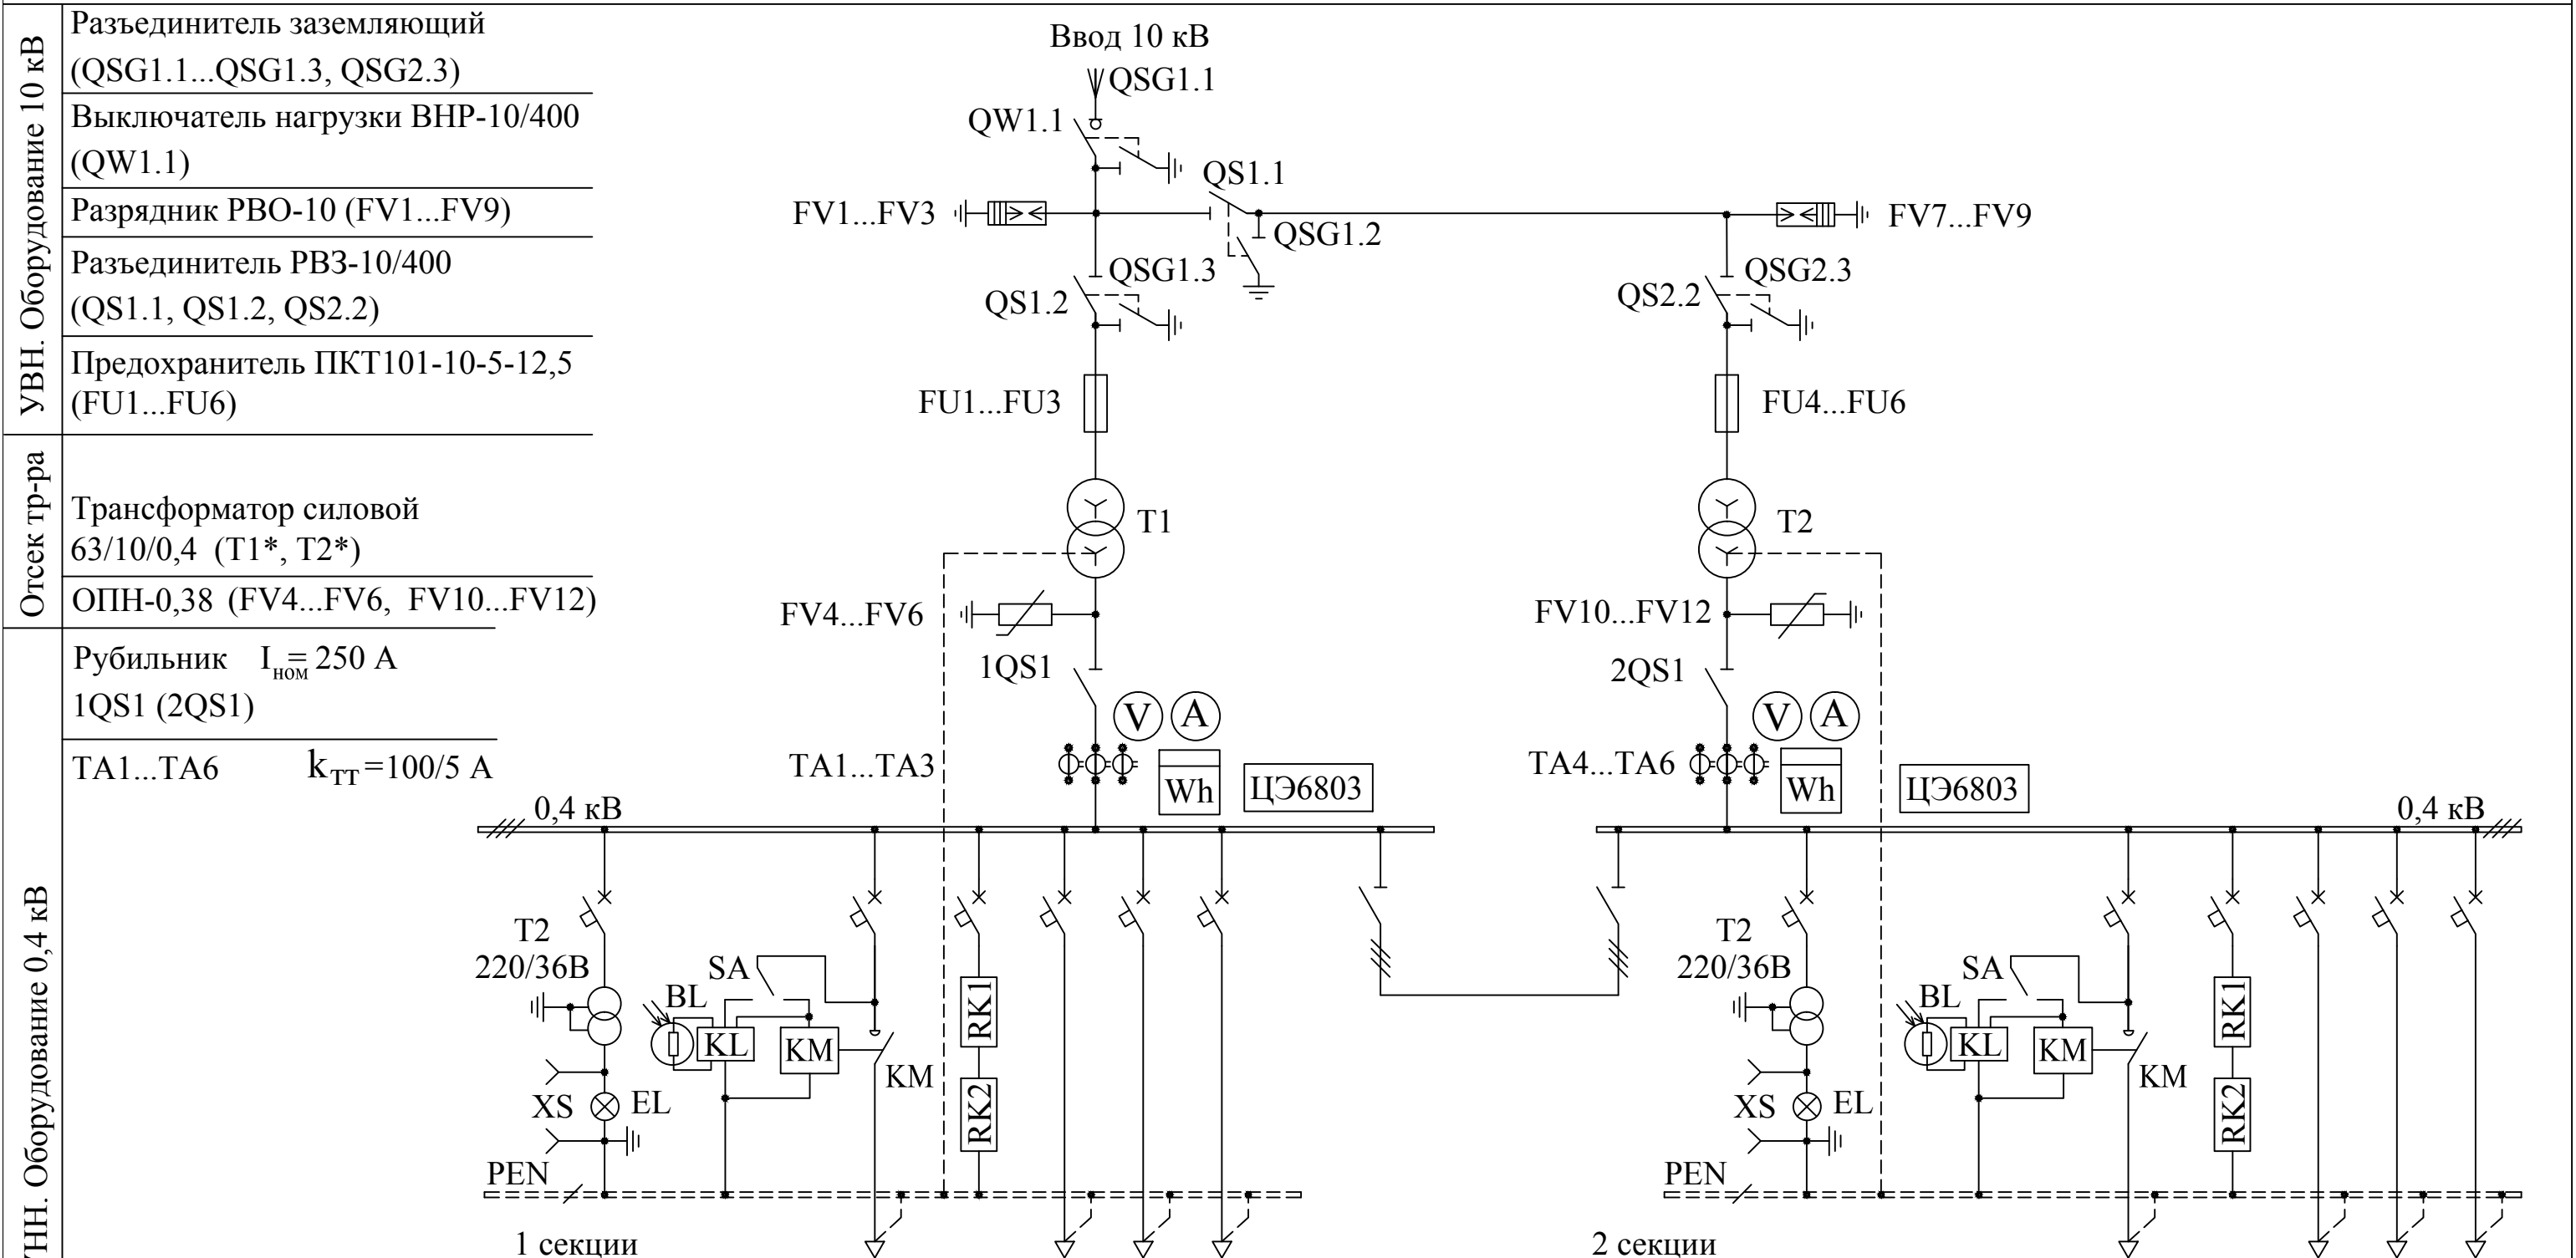 УВН. Оборудование 10 кВ
Разъединитель заземляющий
(QSG1.1...QSG1.3, QSG2.3)
Выключатель нагрузки ВНР-10/400
(QW1.1)
Разрядник РВО-10 (FV1...FV9)
Разъединитель РВЗ-10/400
(QS1.1, QS1.2, QS2.2)
Предохранитель ПКТ101-10-5-12,5
(FU1...FU6)
Отсек тр-ра
Трансформатор силовой
63/10/0,4 (T1*, T2*)
ОПН-0,38 (FV4...FV6, FV10...FV12)
УНН. Оборудование 0,4 кВ
Рубильник Iном= 250 А
1QS1 (2QS1)
TA1...TA6 kТТ=100/5 А
Ввод 10 кВ
QSG1.1
QW1.1
QS1.1
FV1...FV3
QSG1.2
FV7...FV9
QSG1.3
QS1.2
QSG2.3
QS2.2
FU1...FU3
FU4...FU6
T1
T2
FV4...FV6
FV10...FV12
1QS1
2QS1
V A
V A
TA1...TA3
Wh
ЦЭ6803
TA4...TA6
Wh
ЦЭ6803
0,4 кВ
0,4 кВ
T2
220/36В
SA
BL
KL
KM
KM
RK1
RK2
XS
EL
PEN
1 секции
T2
220/36В
SA
BL
KL
KM
KM
RK1
RK2
XS
EL
PEN
2 секции